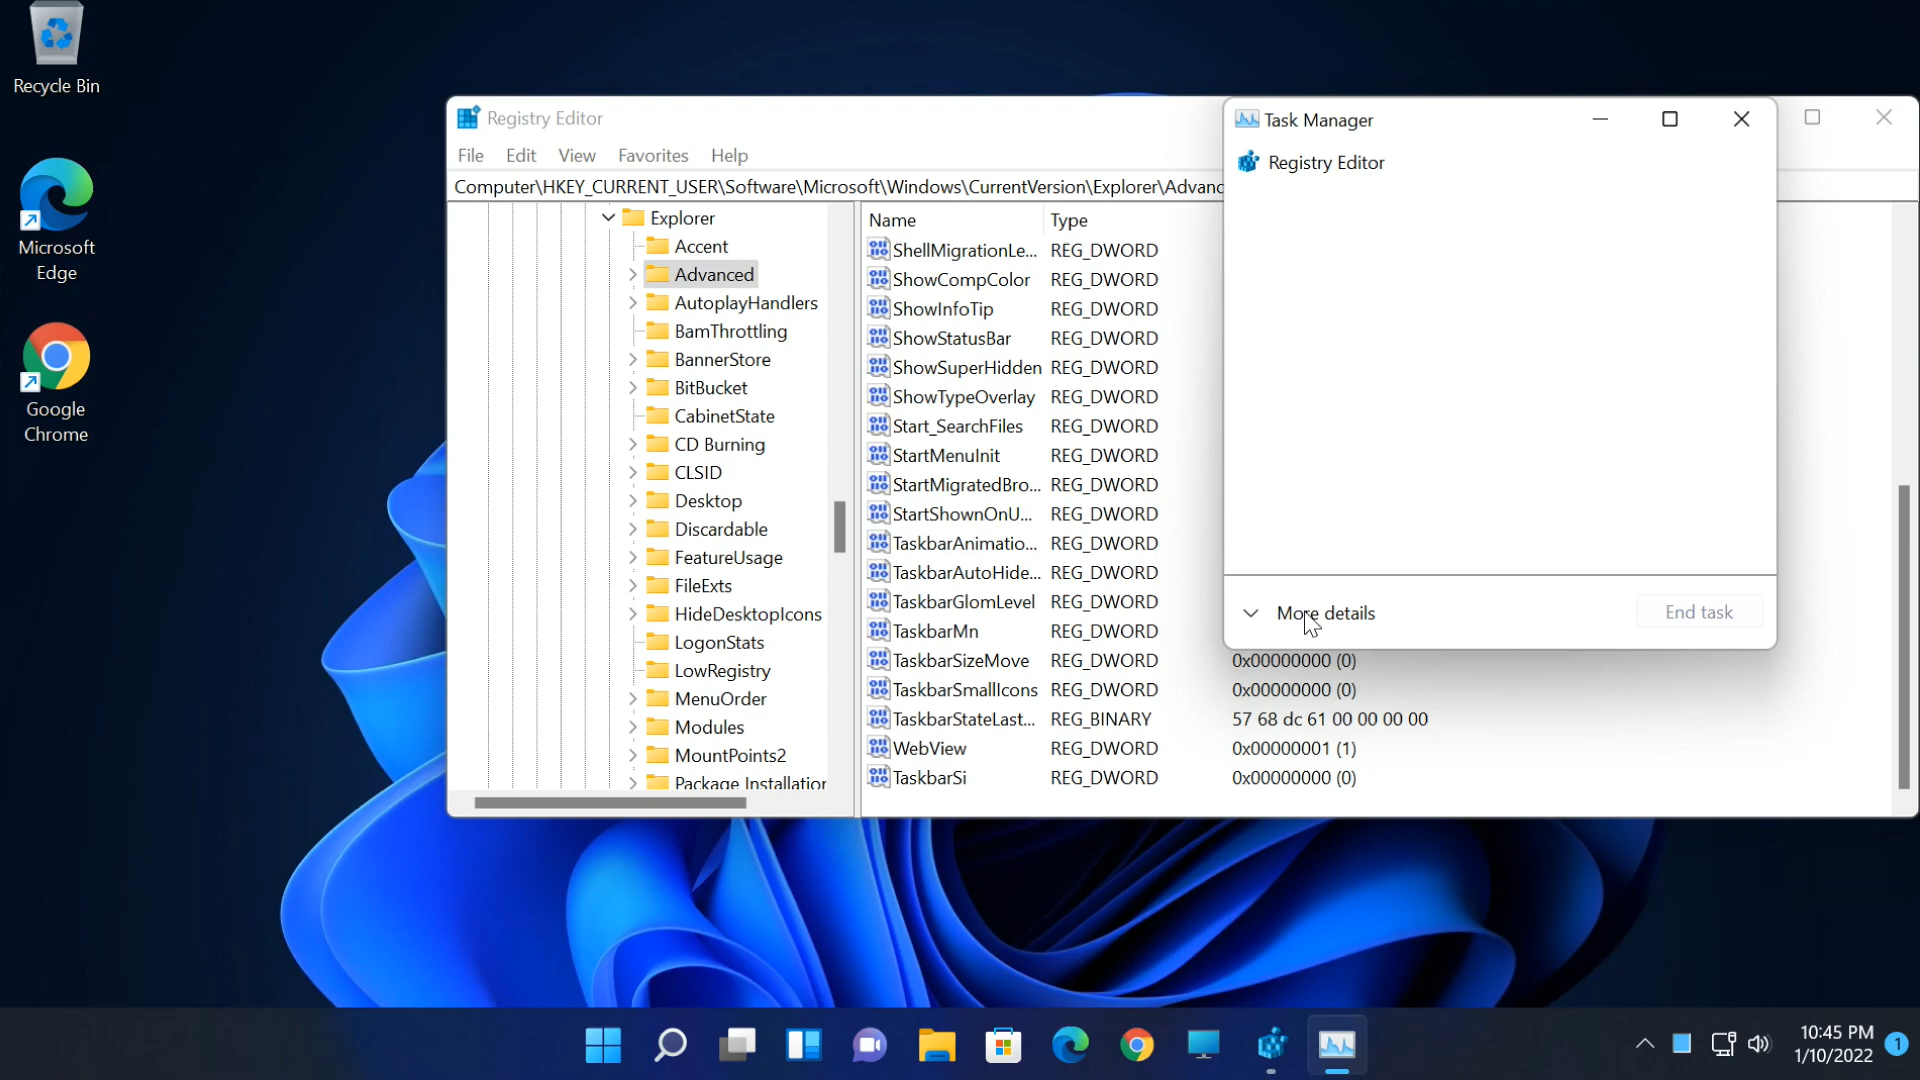 Recycle Bin
Microsoft
Edge
Google
Chrome
Registry Editor
File Edit View Favorites Help
Computer\HKEY_CURRENT_USER\Software\Microsoft\Windows\CurrentVersion\Explorer\Advanc
Explorer
Accent
Advanced
AutoplayHandlers
BamThrottling
BannerStore
BitBucket
CabinetState
CD Burning
CLSID
Desktop
Discardable
FeatureUsage
FileExts
HideDesktopIcons
LogonStats
LowRegistry
MenuOrder
Modules
MountPoints2
Package Installation
Name Type
ShellMigrationLe... REG_DWORD
ShowCompColor REG_DWORD
ShowInfoTip REG_DWORD
ShowStatusBar REG_DWORD
ShowSuperHidden REG_DWORD
ShowTypeOverlay REG_DWORD
Start_SearchFiles REG_DWORD
StartMenuInit REG_DWORD
StartMigratedBro... REG_DWORD
StartShownOnU... REG_DWORD
TaskbarAnimatio... REG_DWORD
TaskbarAutoHide... REG_DWORD
TaskbarGlomLevel REG_DWORD
TaskbarMn REG_DWORD
TaskbarSizeMove REG_DWORD 0x00000000 (0)
TaskbarSmallIcons REG_DWORD 0x00000000 (0)
TaskbarStateLast... REG_BINARY 57 68 dc 61 00 00 00 00
WebView REG_DWORD 0x00000001 (1)
TaskbarSi REG_DWORD 0x00000000 (0)
Task Manager
Registry Editor
More details
End task
10:45 PM
1/10/2022
1